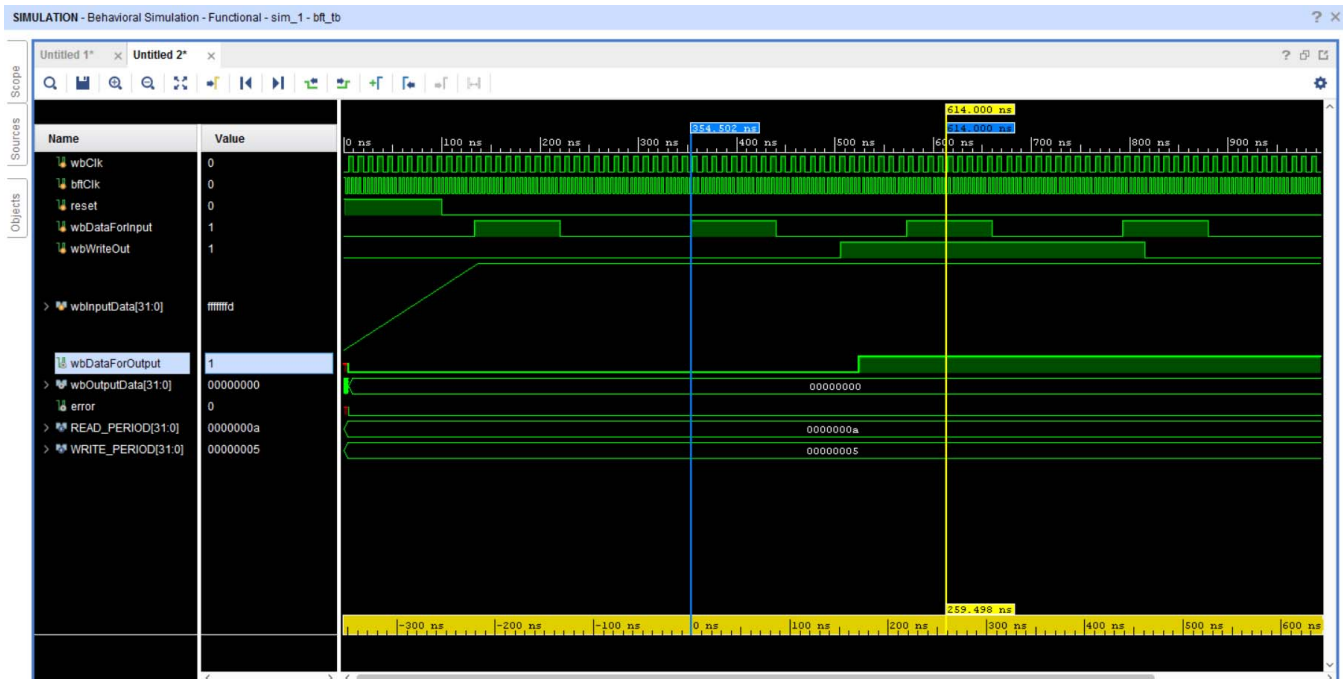 SIMULATION - Behavioral Simulation - Functional - sim_1 - bft_tb
Scope
Sources
Objects
Untitled 1* Untitled 2*
614.000 ns
354.502 ns 614.000 ns
Name Value
0 ns 100 ns 200 ns 300 ns 400 ns 500 ns 600 ns 700 ns 800 ns 900 ns
wbClk 0
bftClk 0
reset 0
wbDataForInput 1
wbWriteOut 1
wbInputData[31:0] fffffffd
wbDataForOutput 1
wbOutputData[31:0] 00000000 00000000
error 0
READ_PERIOD[31:0] 0000000a 0000000a
WRITE_PERIOD[31:0] 00000005 00000005
259.498 ns
-300 ns -200 ns -100 ns 0 ns 100 ns 200 ns 300 ns 400 ns 500 ns 600 ns